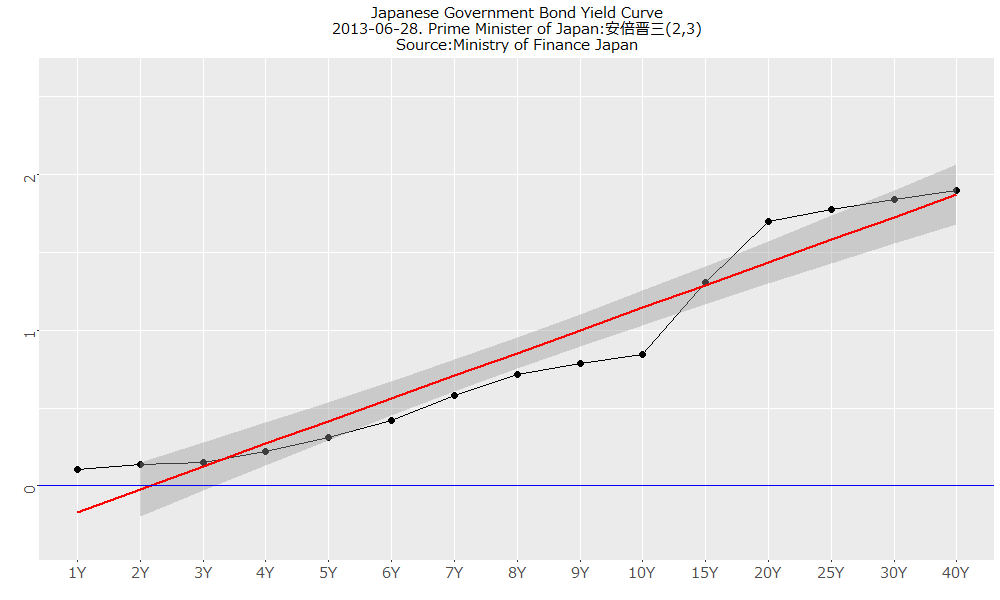 Japanese Government Bond Yield Curve
2013-06-28. Prime Minister of Japan:安倍晋三(2,3)
Source:Ministry of Finance Japan
2
1
0
1Y 2Y 3Y 4Y 5Y 6Y 7Y 8Y 9Y 10Y 15Y 20Y 25Y 30Y 40Y